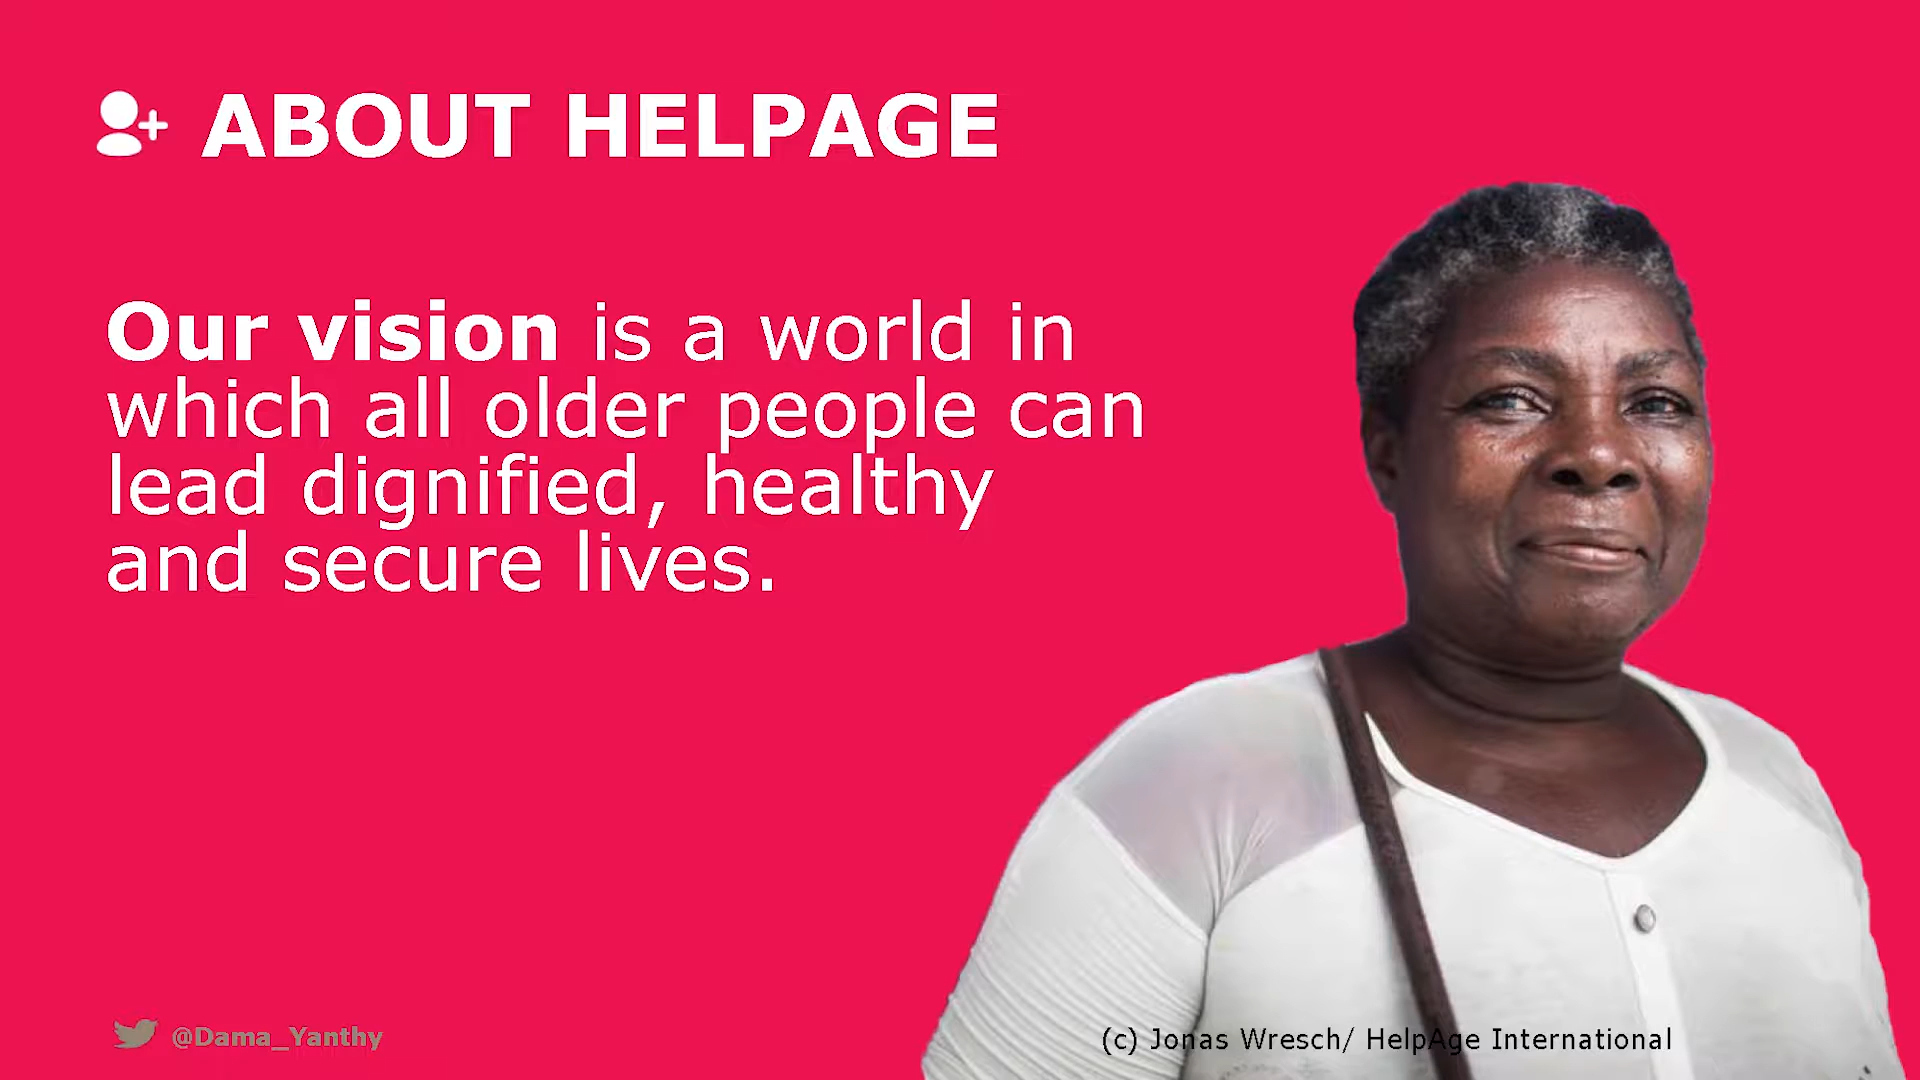 ABOUT HELPAGE
Our vision is a world in
which all older people can
lead dignified, healthy
and secure lives.
@Dama_Yanthy
(c) Jonas Wresch/ HelpAge International